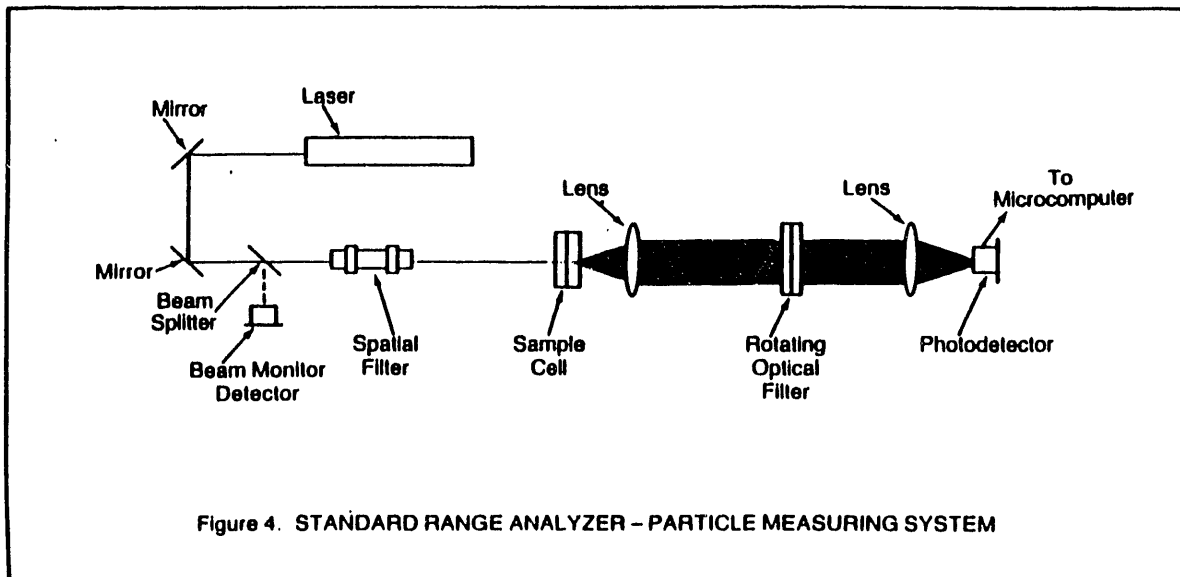 Laser
Mirror
To
Microcomputer
Lens
Lens
Mirror
Beam
Splitter
Beam Monitor
Detector
Spatial
Filter
Sample
Cell
Rotating
Optical
Filter
Photodetector
Figure 4. STANDARD RANGE ANALYZER – PARTICLE MEASURING SYSTEM